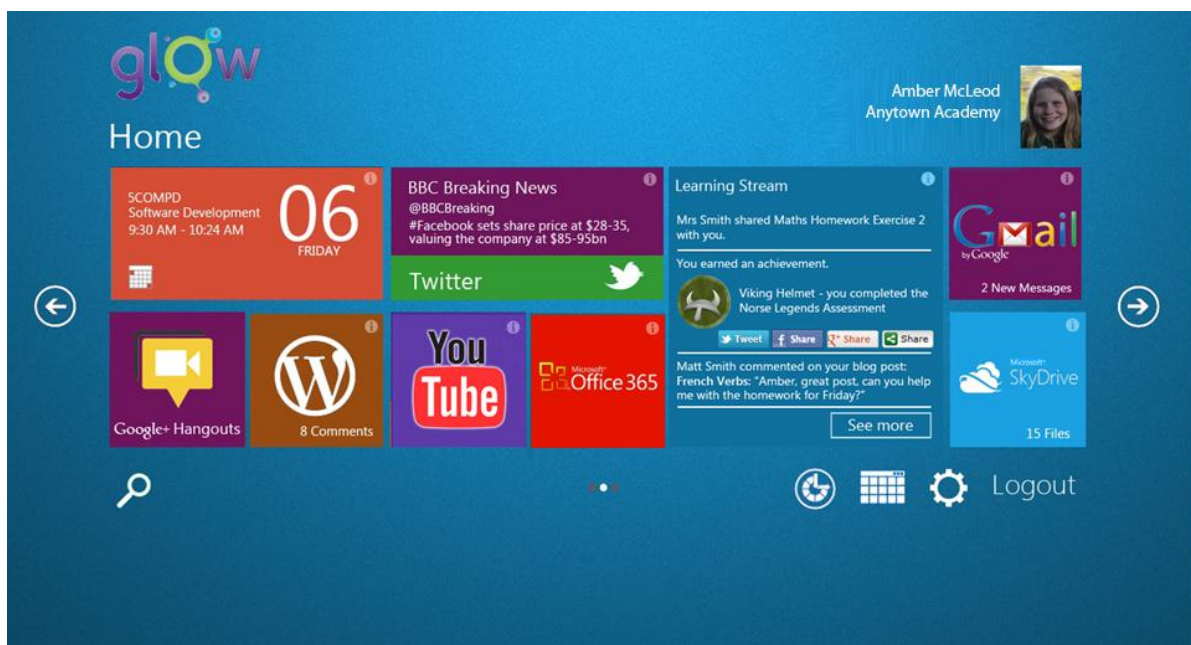 glow
Amber McLeod
Anytown Academy
Home
5COMPD
Software Development
9:30 AM - 10:24 AM
06
FRIDAY
BBC Breaking News
@BBCBreaking
#Facebook sets share price at $28-35,
valuing the company at $85-95bn
Twitter
Learning Stream
Mrs Smith shared Maths Homework Exercise 2
with you.
You earned an achievement.
Viking Helmet - you completed the
Norse Legends Assessment
Tweet
Share
Share
Share
Matt Smith commented on your blog post:
French Verbs: "Amber, great post, can you help
me with the homework for Friday?"
See more
Gmail
by Google
2 New Messages
Google+ Hangouts
8 Comments
You
Tube
Microsoft
Office 365
Microsoft
SkyDrive
15 Files
Logout